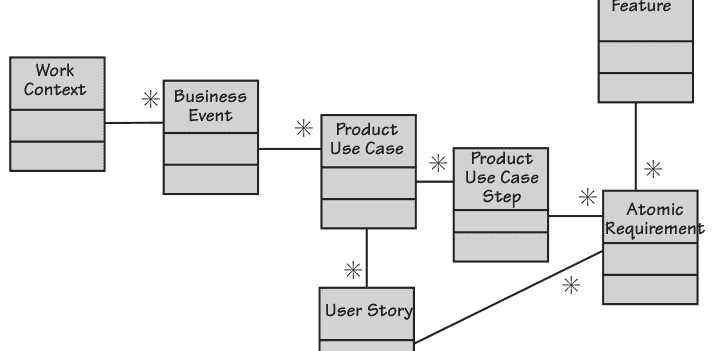 Feature
Work
Context
Business
Event
Product
Use Case
Product
Use Case
Step
Atomic
Requirement
User Story